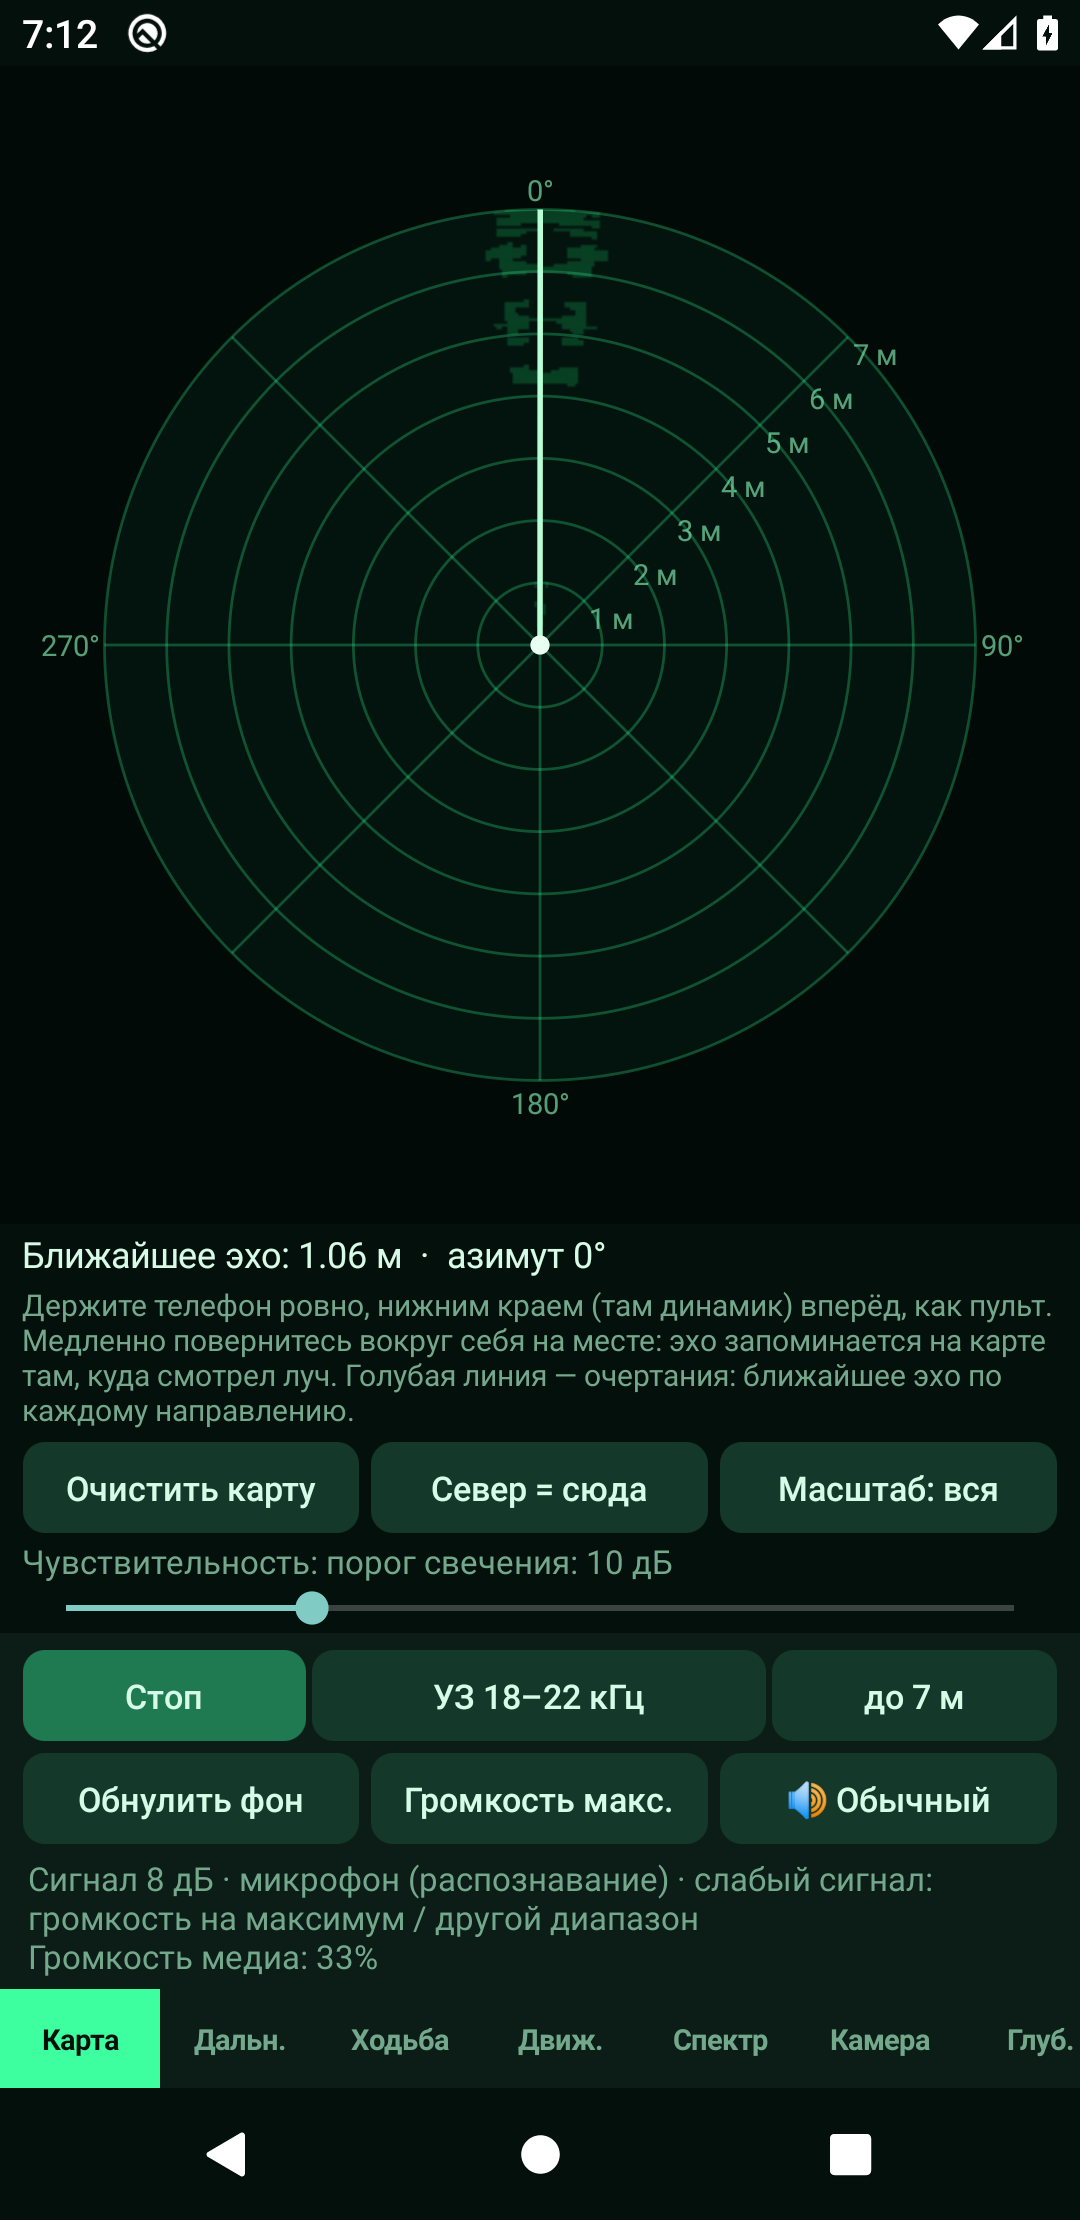 7:12
0°
7 м
6 м
5 м
4 м
3 м
2 м
1 м
270°
90°
180°
Ближайшее эхо: 1.06 м · азимут 0°
Держите телефон ровно, нижним краем (там динамик) вперёд, как пульт.
Медленно повернитесь вокруг себя на месте: эхо запоминается на карте
там, куда смотрел луч. Голубая линия — очертания: ближайшее эхо по
каждому направлению.
Очистить карту
Север = сюда
Масштаб: вся
Чувствительность: порог свечения: 10 дБ
Стоп
УЗ 18–22 кГц
до 7 м
Обнулить фон
Громкость макс.
🔊 Обычный
Сигнал 8 дБ · микрофон (распознавание) · слабый сигнал:
громкость на максимум / другой диапазон
Громкость медиа: 33%
Карта
Дальн.
Ходьба
Движ.
Спектр
Камера
Глуб.